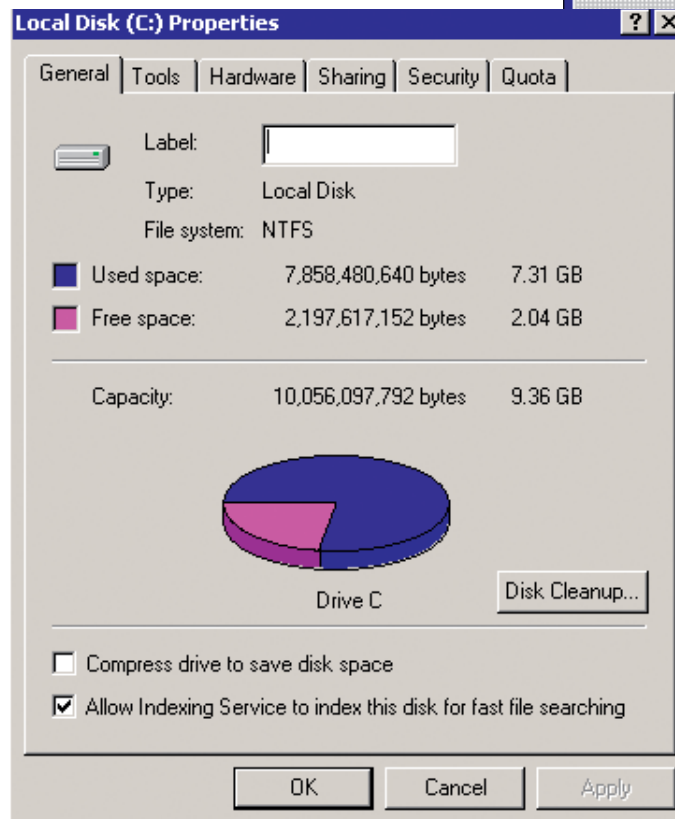 Local Disk (C:) Properties ? X
General Tools Hardware Sharing Security Quota
Label:
Type: Local Disk
File system: NTFS
Used space: 7,858,480,640 bytes 7.31 GB
Free space: 2,197,617,152 bytes 2.04 GB
Capacity: 10,056,097,792 bytes 9.36 GB
Drive C
Disk Cleanup...
Compress drive to save disk space
Allow Indexing Service to index this disk for fast file searching
OK Cancel Apply